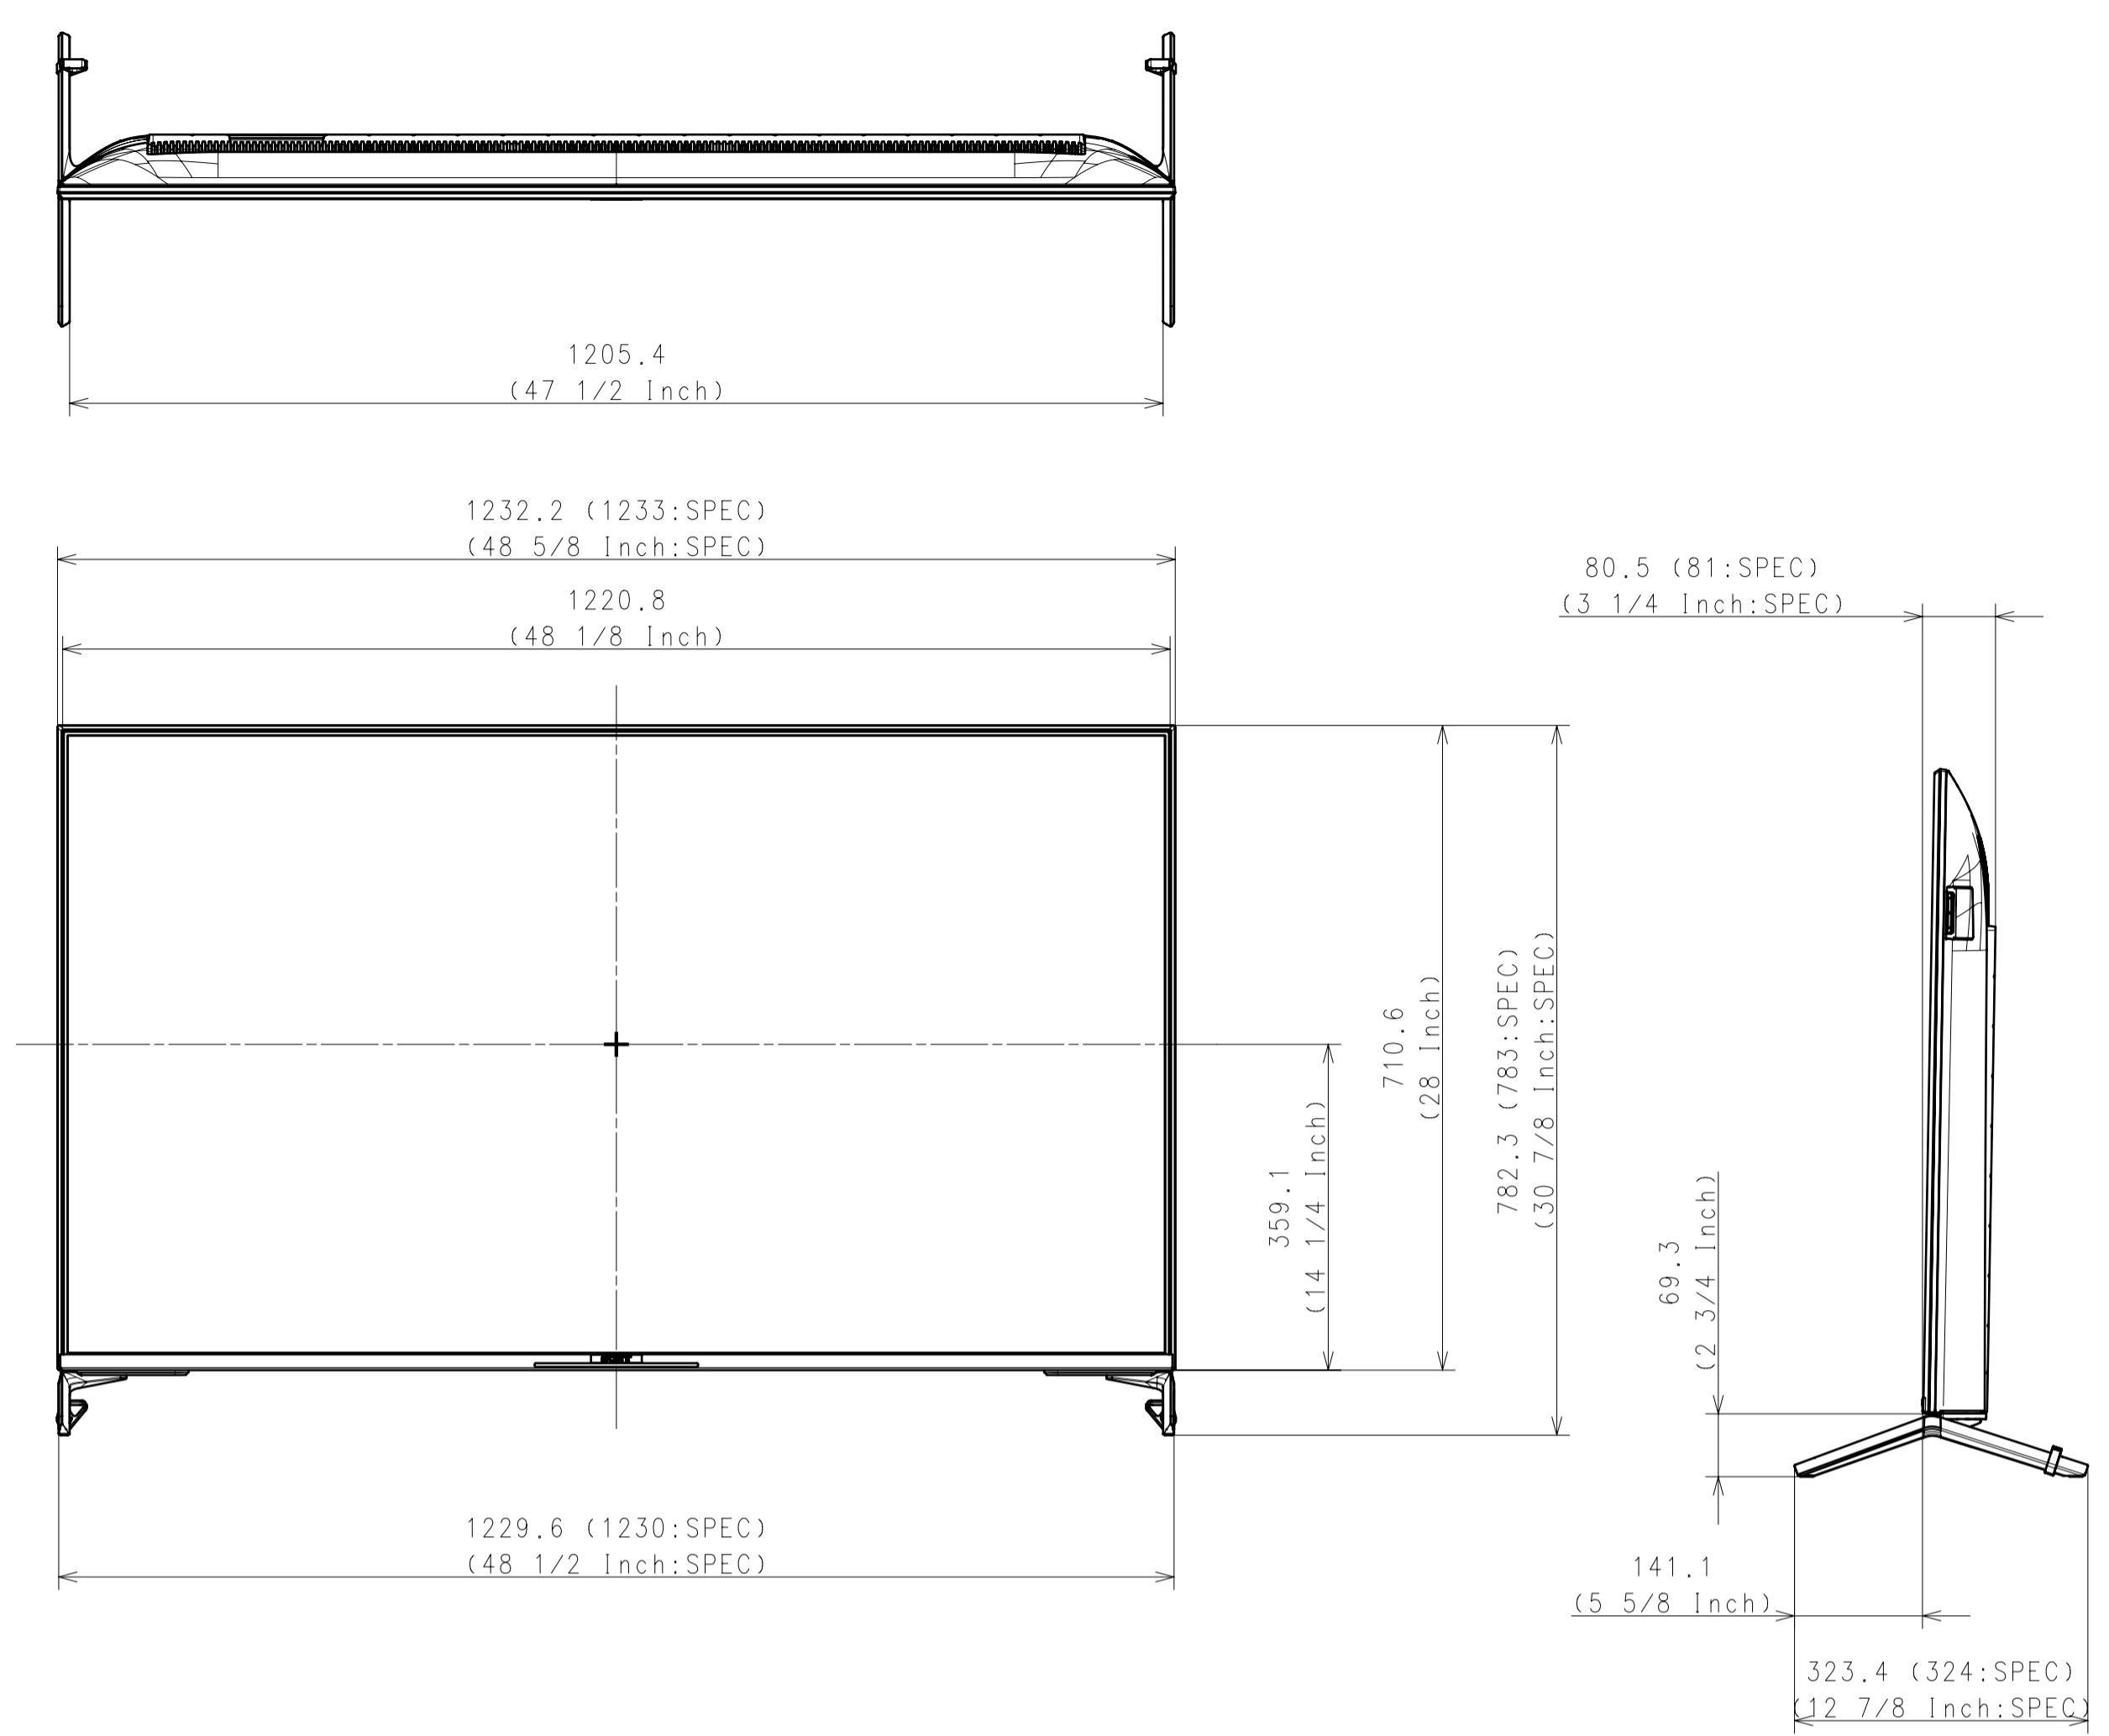 1205.4
(47 1/2 Inch)
1232.2 (1233:SPEC)
(48 5/8 Inch:SPEC)
1220.8
(48 1/8 Inch)
80.5 (81:SPEC)
(3 1/4 Inch:SPEC)
359.1
(14 1/4 Inch)
710.6
(28 Inch)
782.3 (783:SPEC)
(30 7/8 Inch:SPEC)
69.3
(2 3/4 Inch)
SONY
1229.6 (1230:SPEC)
(48 1/2 Inch:SPEC)
141.1
(5 5/8 Inch)
323.4 (324:SPEC)
(12 7/8 Inch:SPEC)